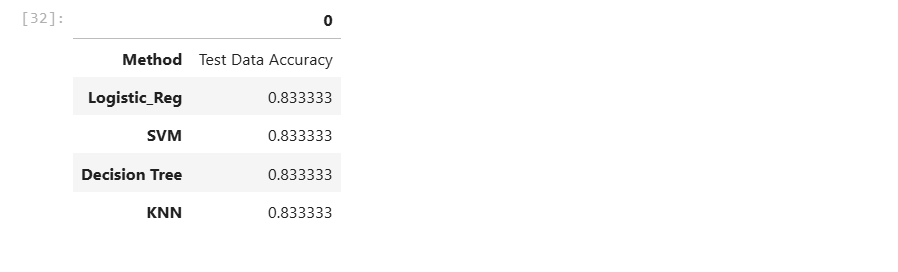 [32]:
0
Method Test Data Accuracy
Logistic_Reg 0.833333
SVM 0.833333
Decision Tree 0.833333
KNN 0.833333